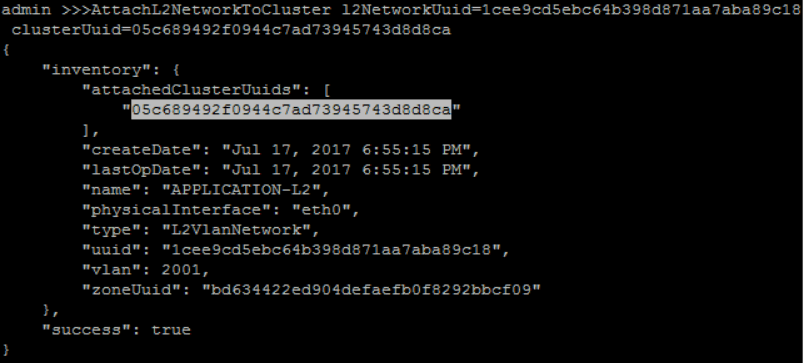 admin >>>AttachL2NetworkToCluster l2NetworkUuid=1cee9cd5ebc64b398d871aa7aba89c18
clusterUuid=05c689492f0944c7ad73945743d8d8ca
{
    "inventory": {
        "attachedClusterUuids": [
            "05c689492f0944c7ad73945743d8d8ca"
        ],
        "createDate": "Jul 17, 2017 6:55:15 PM",
        "lastOpDate": "Jul 17, 2017 6:55:15 PM",
        "name": "APPLICATION-L2",
        "physicalInterface": "eth0",
        "type": "L2VlanNetwork",
        "uuid": "1cee9cd5ebc64b398d871aa7aba89c18",
        "vlan": 2001,
        "zoneUuid": "bd634422ed904defaefb0f8292bbcf09"
    },
    "success": true
}